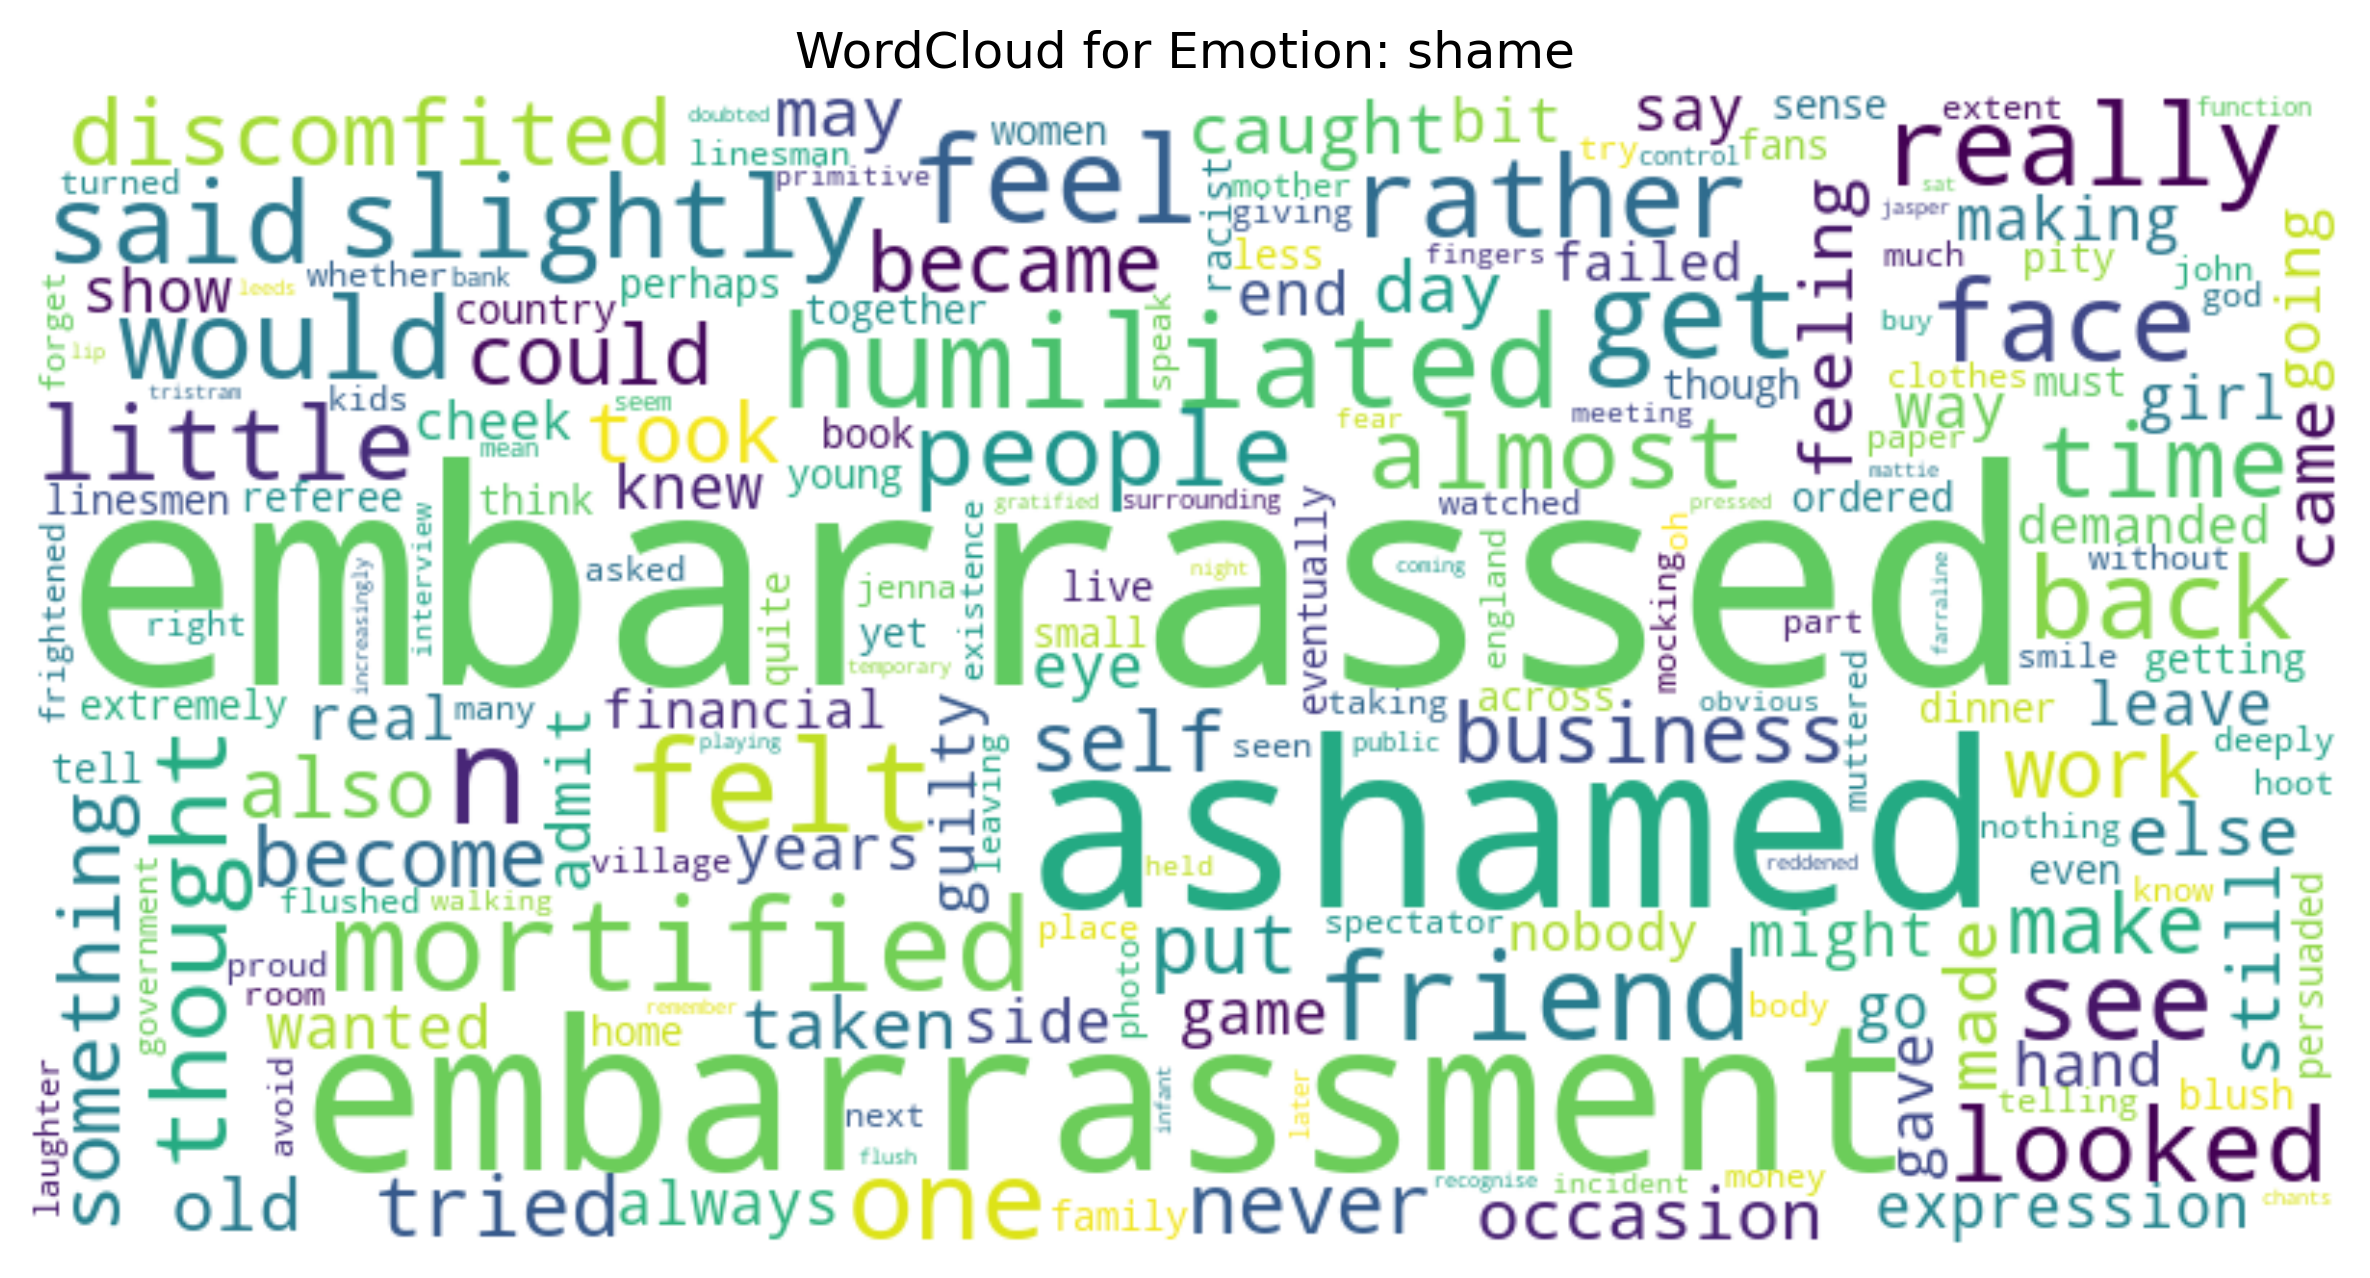 WordCloud for Emotion: shame
discomfited doubted may women caught bit say sense extent really function
turned linesman primitive feel racist mother try control fans sat
said slightly became giving rather feeling jasper making going
show leeds whether bank perhaps less fingers failed much pity john
forget lip would country could together speak end day get buy face god
tristram kids humiliated though clothes must girl
little cheek seem mean took book people fear almost meeting way paper time came
linesmen referee think knew young gratified surrounding watched pressed mattie ordered demanded
frightened embarrassed interview increasingly asked existence eventually night coming oh england mocking farraline without back
right quite jenna yet temporary live small eye part smile getting
extremely real many admit financial guilty taking across obvious muttered dinner leave
tell thought also n felt playing leaving self seen public business work deeply hoot
something become village years held ashamed reddened nothing else even know still persuaded
government flushed walking mortified place photo put spectator nobody might made make
proud room wanted remember home taken side game friend body go see
laughter avoid embarrassment infant later gave hand telling blush
next flush looked
old tried always one family never recognise incident money occasion expression chants